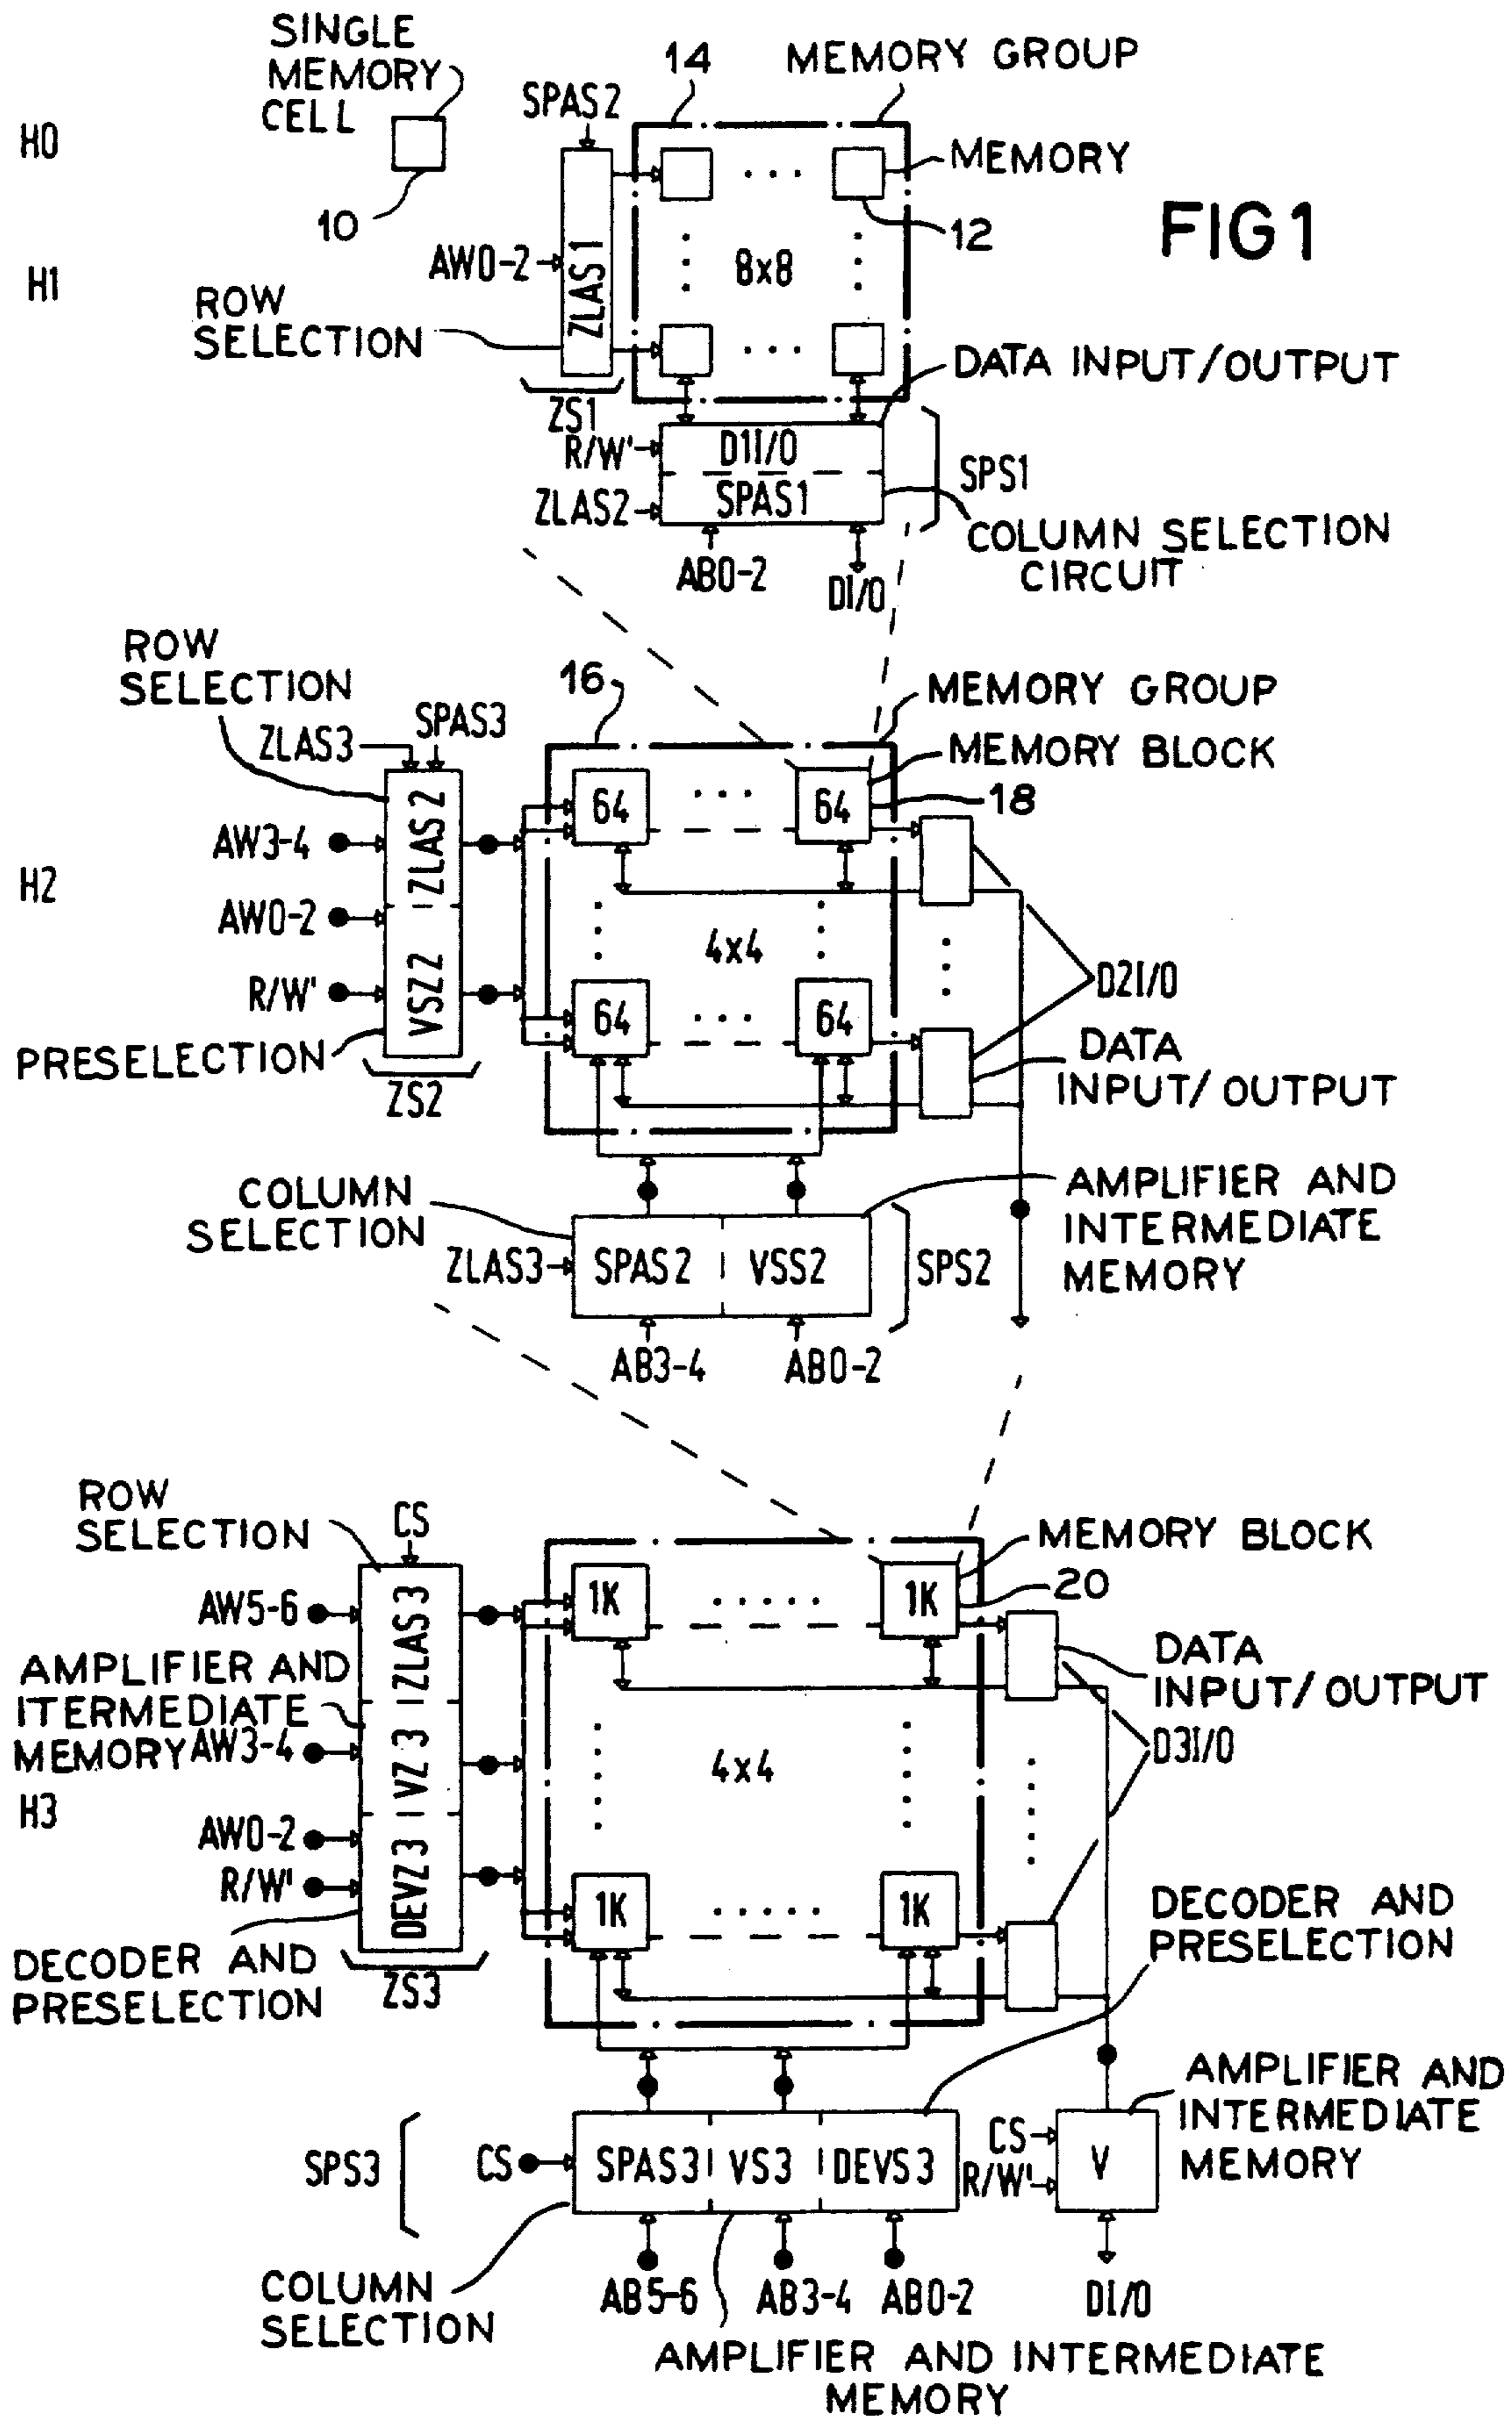 SINGLE
MEMORY
CELL
H0
10
SPAS2
14
MEMORY GROUP
MEMORY
12
FIG1
H1
AW0-2
ZLAS1
8x8
ROW
SELECTION
ZS1
DATA INPUT/OUTPUT
R/W'
D1I/O
SPS1
ZLAS2
SPAS1
COLUMN SELECTION
CIRCUIT
AB0-2
DI/O
ROW
SELECTION
ZLAS3
SPAS3
16
MEMORY GROUP
MEMORY BLOCK
18
64
64
AW3-4
ZLAS2
H2
AW0-2
4x4
R/W'
VSZ2
D2I/O
64
64
PRESELECTION
ZS2
DATA
INPUT/OUTPUT
COLUMN
SELECTION
AMPLIFIER AND
INTERMEDIATE
MEMORY
ZLAS3
SPAS2
VSS2
SPS2
AB3-4
AB0-2
ROW
SELECTION
CS
MEMORY BLOCK
20
1K
1K
AW5-6
ZLAS3
DATA
INPUT/OUTPUT
AMPLIFIER AND
ITERMEDIATE
MEMORY
AW3-4
VZ3
4x4
D3I/O
H3
AW0-2
R/W'
DEVZ3
1K
1K
DECODER AND
PRESELECTION
DECODER AND
PRESELECTION
ZS3
AMPLIFIER AND
INTERMEDIATE
MEMORY
SPS3
CS
SPAS3
VS3
DEVS3
CS
R/W'
V
COLUMN
SELECTION
AB5-6
AB3-4
AB0-2
DI/O
AMPLIFIER AND INTERMEDIATE
MEMORY